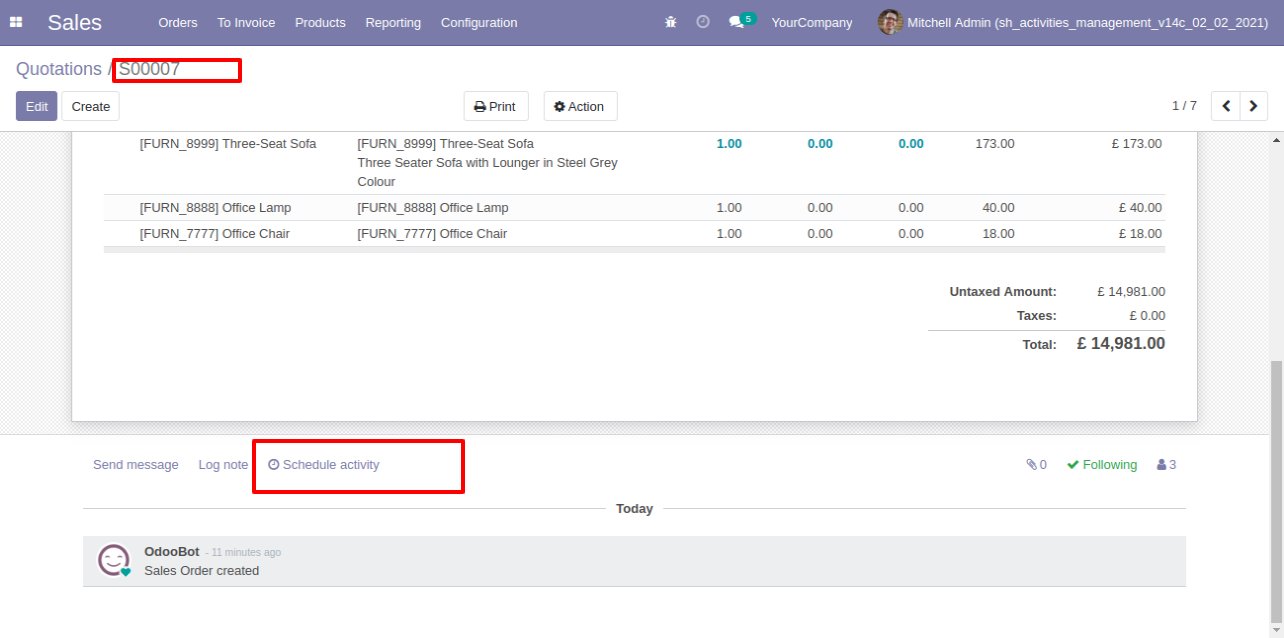 Sales Orders To Invoice Products Reporting Configuration 5 YourCompany Mitchell Admin (sh_activities_management_v14c_02_02_2021)
Quotations / S00007
Edit Create Print Action 1 / 7
[FURN_8999] Three-Seat Sofa [FURN_8999] Three-Seat Sofa 1.00 0.00 0.00 173.00 £ 173.00
Three Seater Sofa with Lounger in Steel Grey
Colour
[FURN_8888] Office Lamp [FURN_8888] Office Lamp 1.00 0.00 0.00 40.00 £ 40.00
[FURN_7777] Office Chair [FURN_7777] Office Chair 1.00 0.00 0.00 18.00 £ 18.00
Untaxed Amount: £ 14,981.00
Taxes: £ 0.00
Total: £ 14,981.00
Send message Log note Schedule activity 0 Following 3
Today
OdooBot - 11 minutes ago
Sales Order created